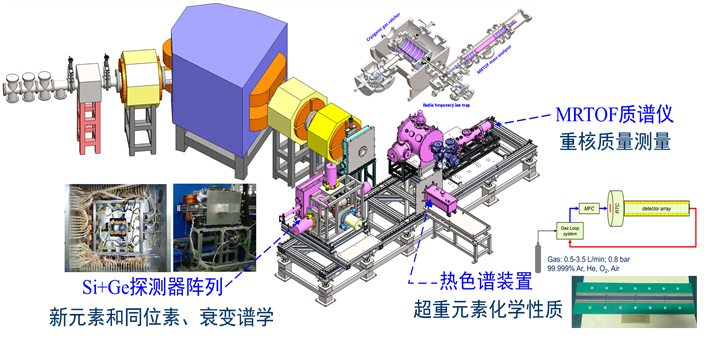 Cryogenic gas catcher
MRTOF mass analyser
Radio frequency ion trap
MRTOF质谱仪
重核质量测量
MFC
RTC
detector array
Gas Loop
system
Gas: 0.5-3.5 L/min; 0.8 bar
99.999% Ar, He, O₂, Air
Si+Ge探测器阵列
新元素和同位素、衰变谱学
热色谱装置
超重元素化学性质